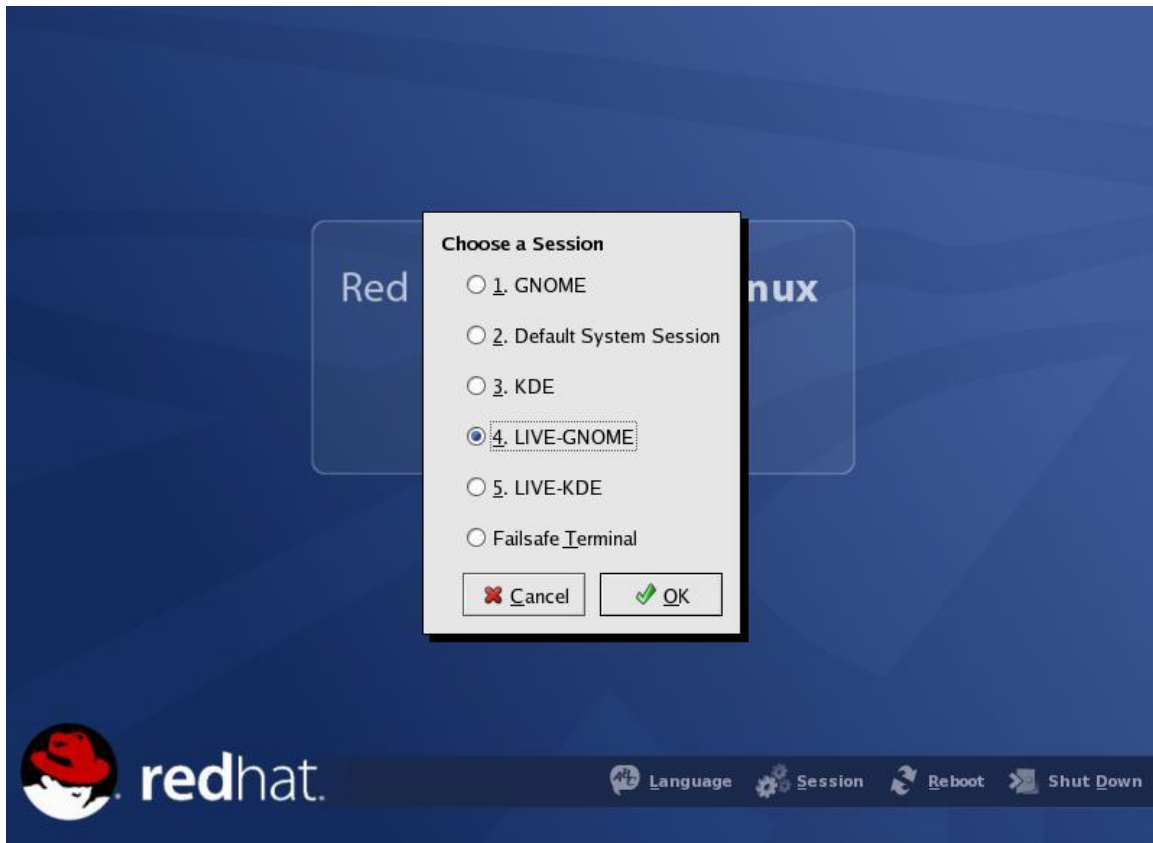 Choose a Session
1. GNOME
2. Default System Session
3. KDE
4. LIVE-GNOME
5. LIVE-KDE
Failsafe Terminal
Cancel OK
Red nux
redhat.
Language Session Reboot Shut Down